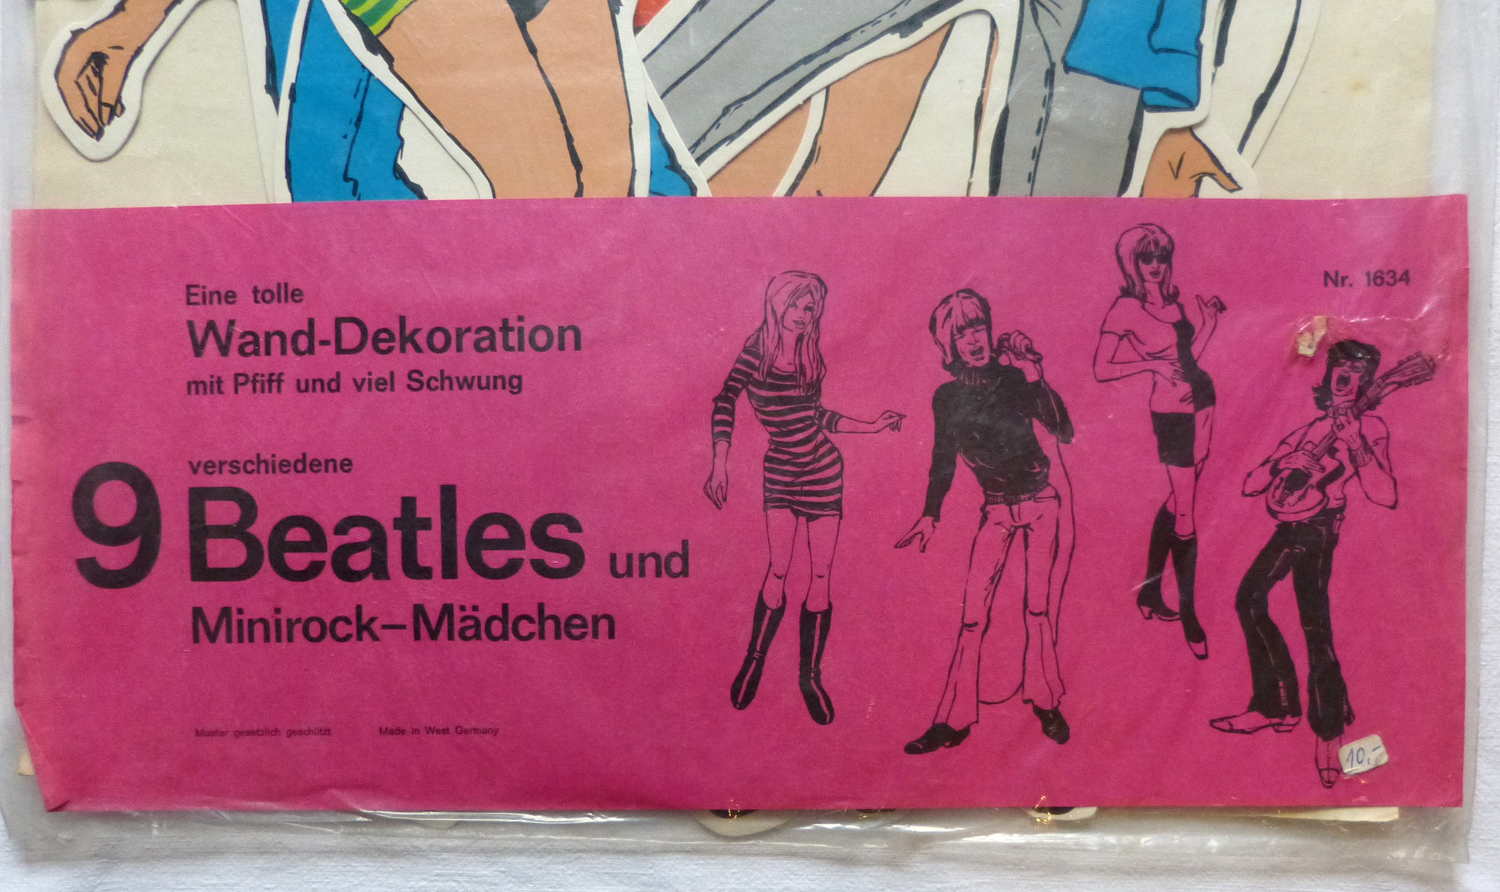 Eine tolle
Wand-Dekoration
mit Pfiff und viel Schwung
Nr. 1634
verschiedene
9 Beatles und
Minirock-Mädchen
Muster gesetzlich geschützt
Made in West Germany
10,-